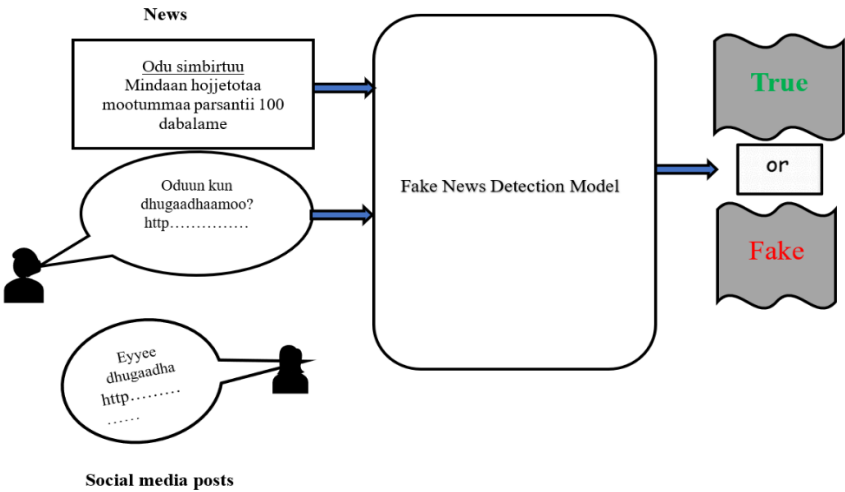 News
Odu simbirtuu
Mindaan hojjetotaa
mootummaa parsantii 100
dabalame
Oduun kun
dhugaadhaamoo?
http……………
Eyyee
dhugaadha
http………
……
Social media posts
Fake News Detection Model
True
or
Fake